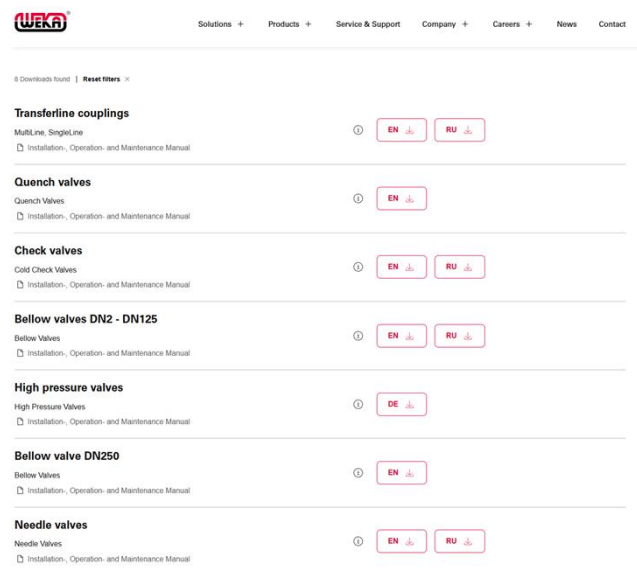 WEKA
Solutions + Products + Service & Support Company + Careers + News Contact
8 Downloads found | Reset filters ×
Transferline couplings
MultiLine, SingleLine
EN RU
Installation-, Operation- and Maintenance Manual
Quench valves
Quench Valves
EN
Installation-, Operation- and Maintenance Manual
Check valves
Cold Check Valves
EN RU
Installation-, Operation- and Maintenance Manual
Bellow valves DN2 - DN125
Bellow Valves
EN RU
Installation-, Operation- and Maintenance Manual
High pressure valves
High Pressure Valves
DE
Installation-, Operation- and Maintenance Manual
Bellow valve DN250
Bellow Valves
EN
Installation-, Operation- and Maintenance Manual
Needle valves
Needle Valves
EN RU
Installation-, Operation- and Maintenance Manual